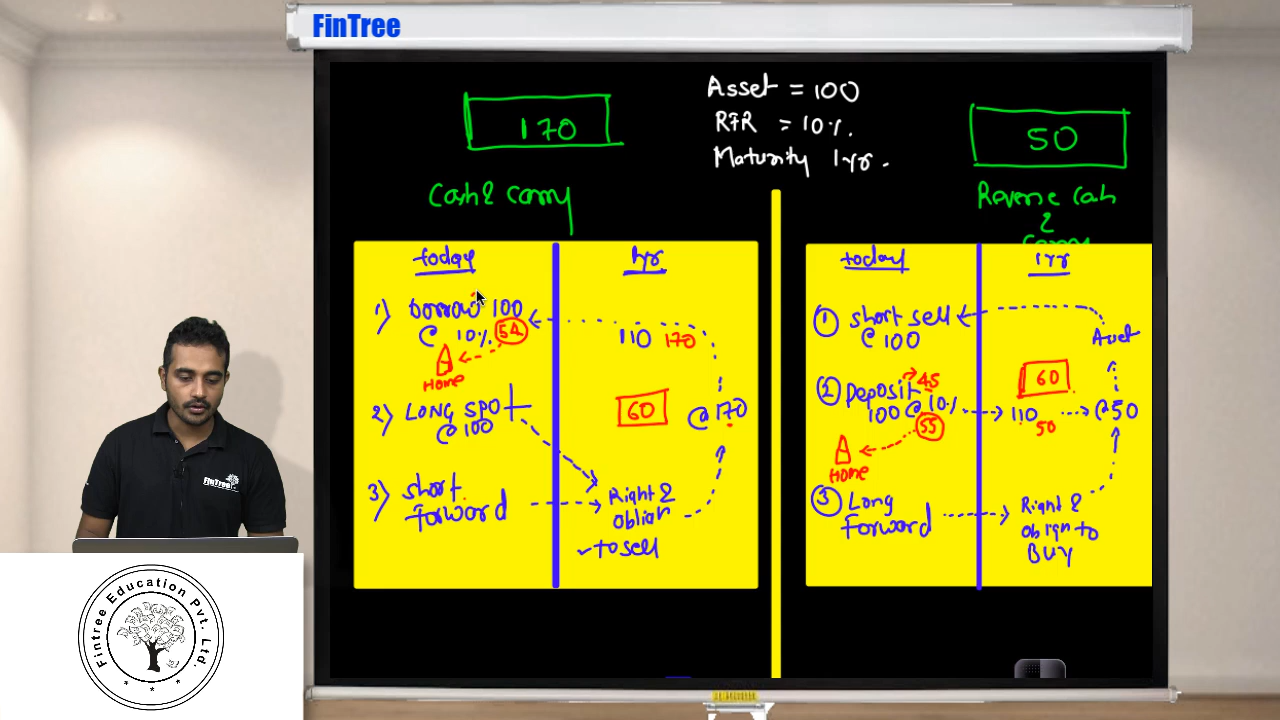 FinTree
Asset = 100
RFR = 10%.
Maturity 1yr.
170
Cash & carry
50
Reverse Cash
&
carry
today
1yr
1) borrow 100
@ 10%
54
Home
110 170
2) LONG SPOT
@ 100
60
@ 170
3) short
forward
Right &
✓ to sell
today
1yr
① short sell
@ 100
Asset
② Deposit → 45
100 @ 10%
55
Home
60
110
50
@ 50
③ Long
forward
Right &
Oblign to
BUY
FinTree
Fintree Education Pvt. Ltd.